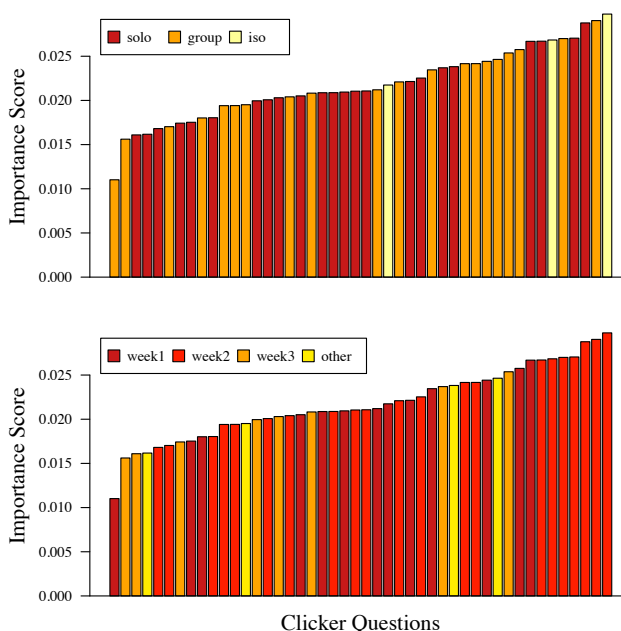 solo group iso
Importance Score
0.025
0.020
0.015
0.010
0.005
0.000
week1 week2 week3 other
Importance Score
0.025
0.020
0.015
0.010
0.005
0.000
Clicker Questions